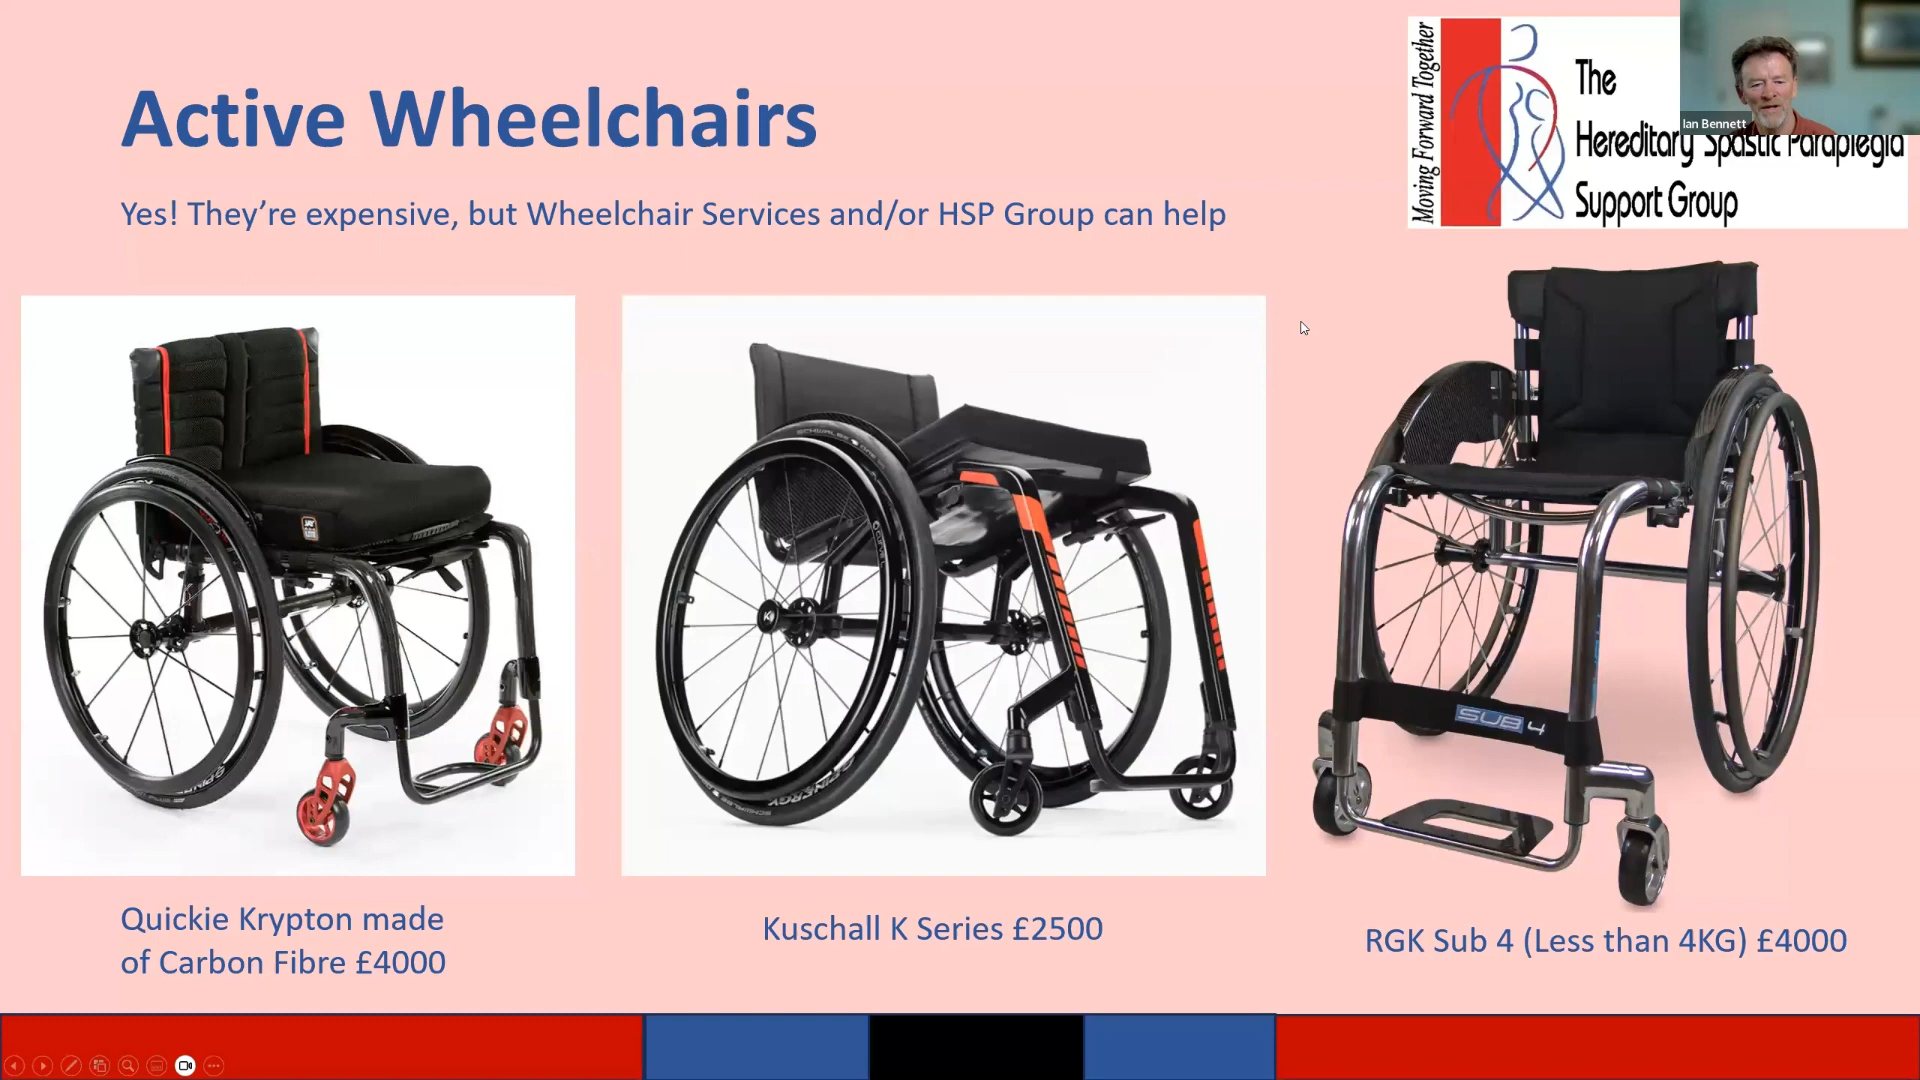 Active Wheelchairs
Yes! They’re expensive, but Wheelchair Services and/or HSP Group can help
Moving Forward Together
The
Hereditary Spastic Paraplegia
Support Group
Ian Bennett
SUB 4
SPINERGY
Quickie Krypton made
of Carbon Fibre £4000
Kuschall K Series £2500
RGK Sub 4 (Less than 4KG) £4000